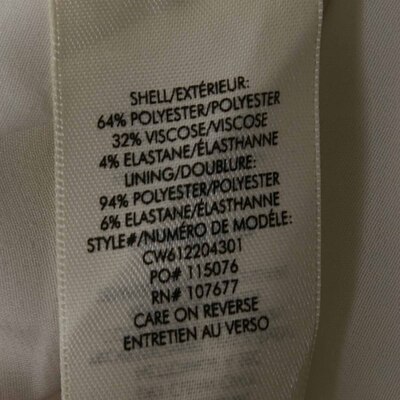 SHELL/EXTÉRIEUR:
64% POLYESTER/POLYESTER
32% VISCOSE/VISCOSE
4% ELASTANE/ÉLASTHANNE
LINING/DOUBLURE:
94% POLYESTER/POLYESTER
6% ELASTANE/ÉLASTHANNE
STYLE#/NUMÉRO DE MODÉLE:
CW612204301
PO# 115076
RN# 107677
CARE ON REVERSE
ENTRETIEN AU VERSO